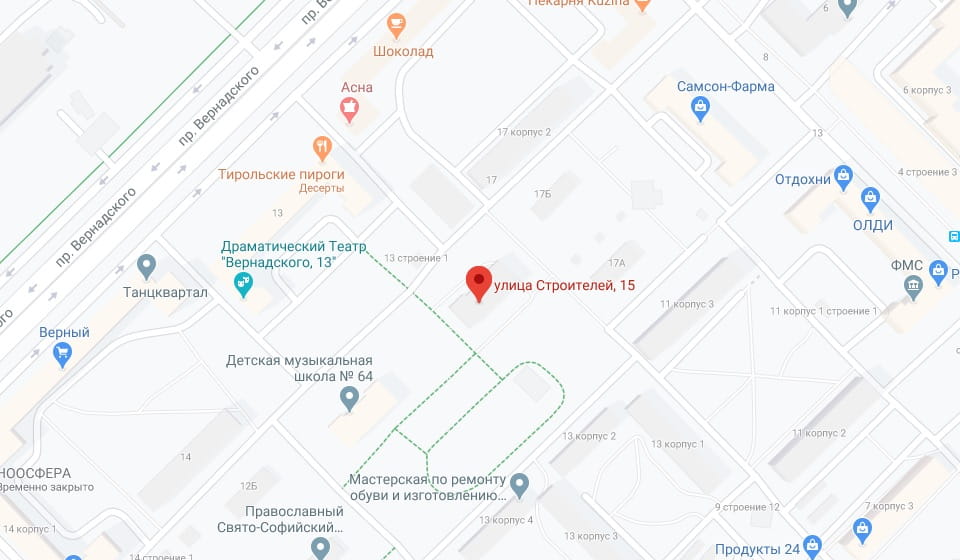 Пекарня Kuzina
6
пр. Вернадского
Шоколад
8
Асна
Самсон-Фарма
6 корпус 3
пр. Вернадского
17 корпус 2
13
Тирольские пироги
Десерты
17
17Б
Отдохни
4 строение 3
пр. Вернадского
13
ОЛДИ
Драматический Театр
"Вернадского, 13"
13 строение 1
17А
ФМС
Танцквартал
улица Строителей, 15
11 корпус 3
11 корпус 1 строение 1
Верный
Детская музыкальная
школа № 64
13 корпус 2
13 корпус 1
11 корпус 2
14
НООСФЕРА
Временно закрыто
12Б
Мастерская по ремонту
обуви и изготовлению...
Православный
Свято-Софийский...
13 корпус 3
9 строение 12
9 корпус 3
14 корпус 1
13 корпус 4
14 строение 1
Продукты 24